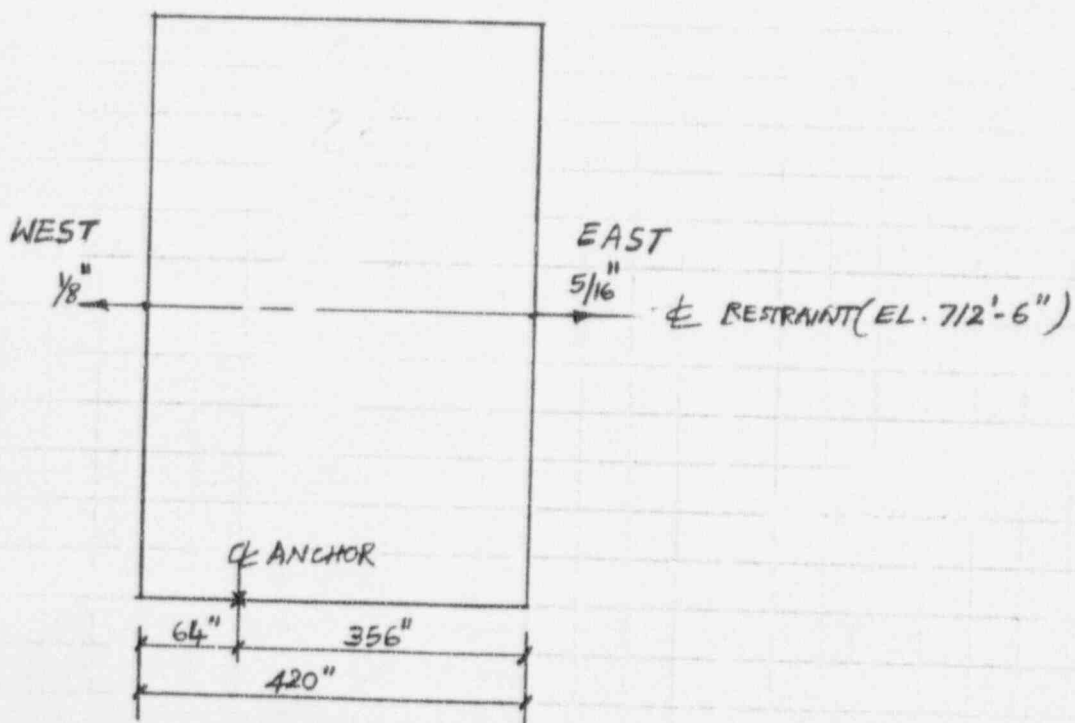 WEST
1/8"
EAST
5/16"
℄ RESTRAINT (EL. 712'-6")
℄ ANCHOR
64"
356"
420"